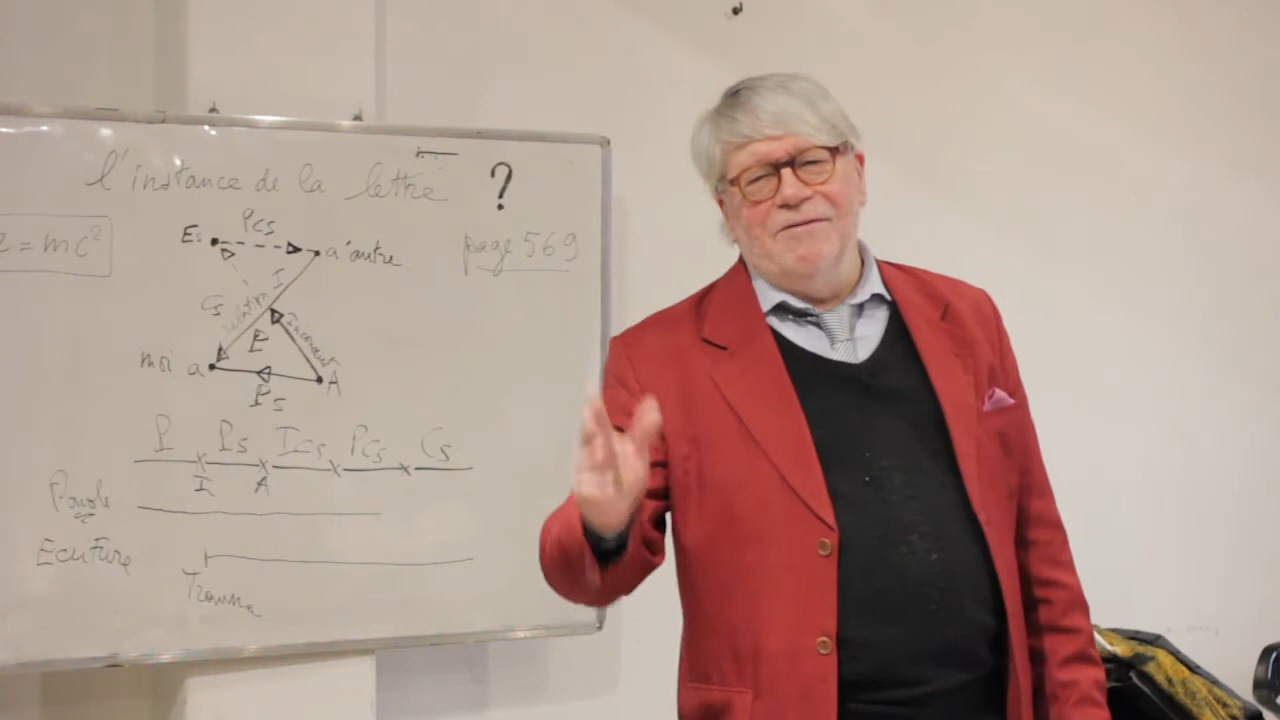 l'instance de la lettre ?
= mc²
page 569
Es Pcs a'autre
I
Cs relation
Inconscient
P
moi a A
Ps
P Ps Ics Pcs Cs
I A
Parole
Ecriture
Trauma